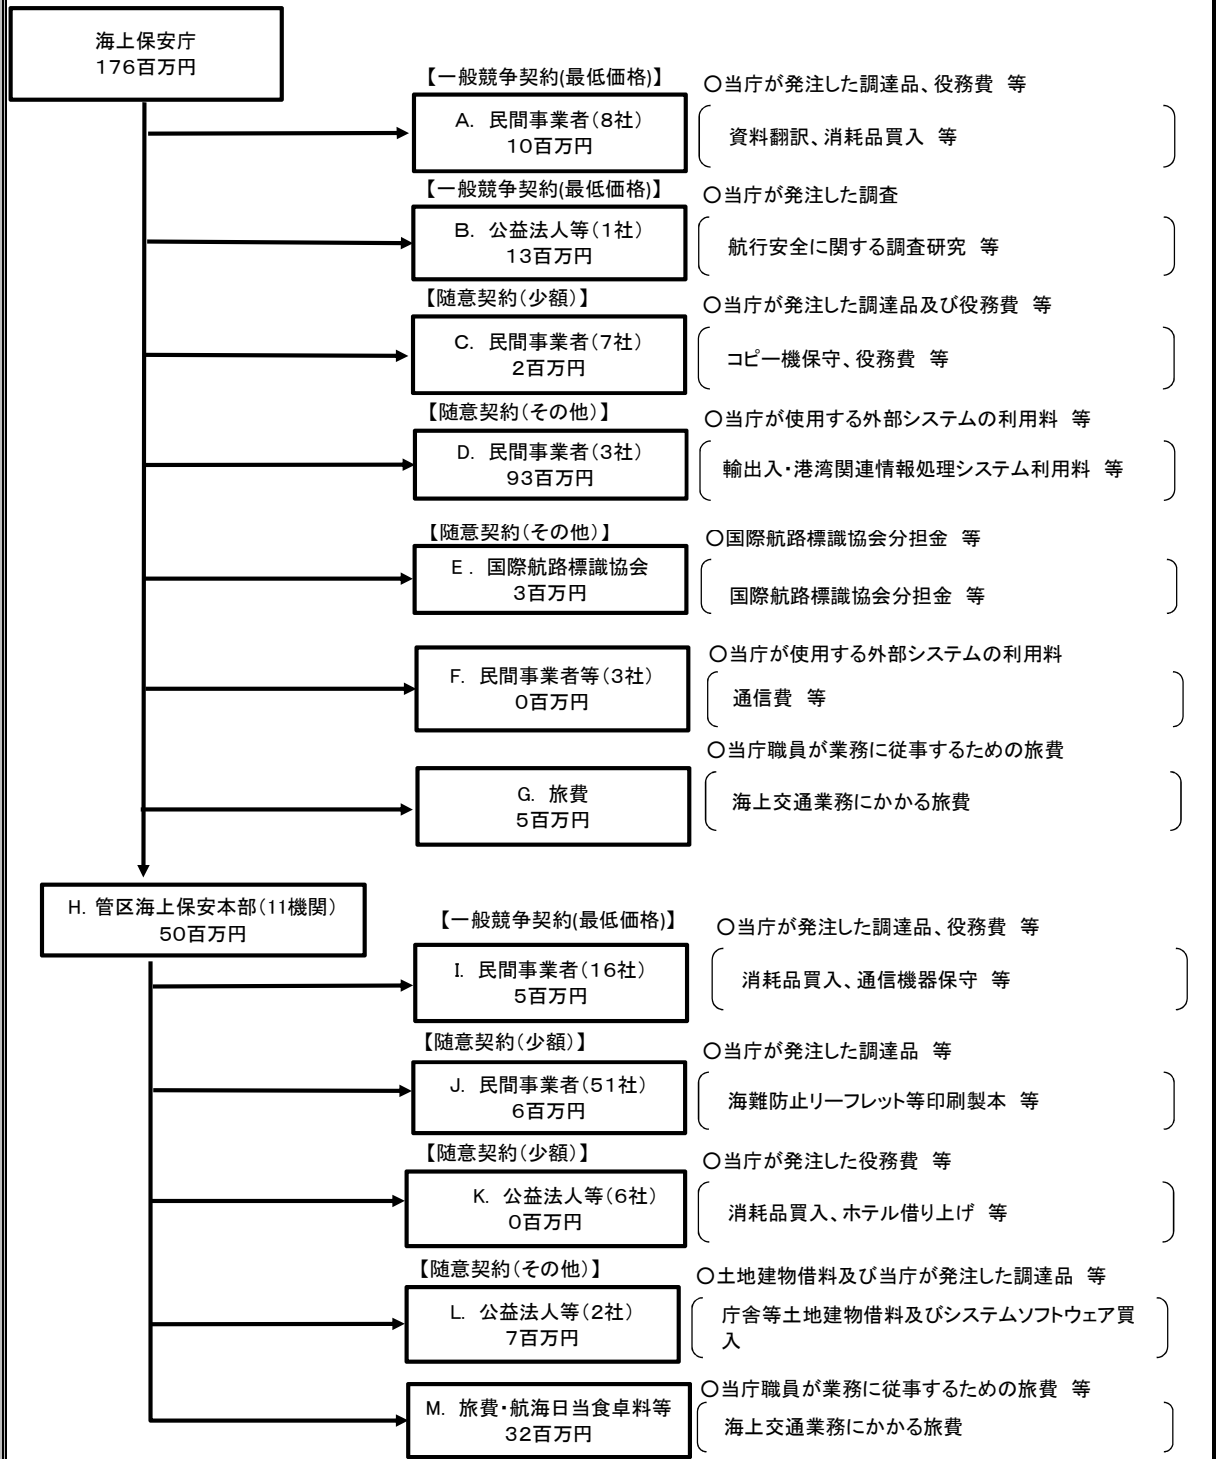 海上保安庁
176百万円
【一般競争契約(最低価格)】
○当庁が発注した調達品、役務費　等
A.　民間事業者（8社）
10百万円
資料翻訳、消耗品買入　等
【一般競争契約(最低価格)】
○当庁が発注した調査
B.　公益法人等（1社）
13百万円
航行安全に関する調査研究　等
【随意契約（少額）】
○当庁が発注した調達品及び役務費　等
C.　民間事業者（7社）
2百万円
コピー機保守、役務費　等
【随意契約（その他）】
○当庁が使用する外部システムの利用料　等
D.　民間事業者（3社）
93百万円
輸出入・港湾関連情報処理システム利用料　等
【随意契約（その他）】
○国際航路標識協会分担金　等
E．国際航路標識協会
3百万円
国際航路標識協会分担金　等
○当庁が使用する外部システムの利用料
F.　民間事業者等（3社）
0百万円
通信費　等
○当庁職員が業務に従事するための旅費
G.　旅費
5百万円
海上交通業務にかかる旅費
H. 管区海上保安本部（11機関）
50百万円
【一般競争契約(最低価格)】
○当庁が発注した調達品、役務費　等
I.　民間事業者（16社）
5百万円
消耗品買入、通信機器保守　等
【随意契約（少額）】
○当庁が発注した調達品　等
J.　民間事業者（51社）
6百万円
海難防止リーフレット等印刷製本　等
【随意契約（少額）】
○当庁が発注した役務費　等
K.　公益法人等（6社）
0百万円
消耗品買入、ホテル借り上げ　等
【随意契約（その他）】
○土地建物借料及び当庁が発注した調達品　等
L.　公益法人等（2社）
7百万円
庁舎等土地建物借料及びシステムソフトウェア買
入
○当庁職員が業務に従事するための旅費　等
M.　旅費・航海日当食卓料等
32百万円
海上交通業務にかかる旅費